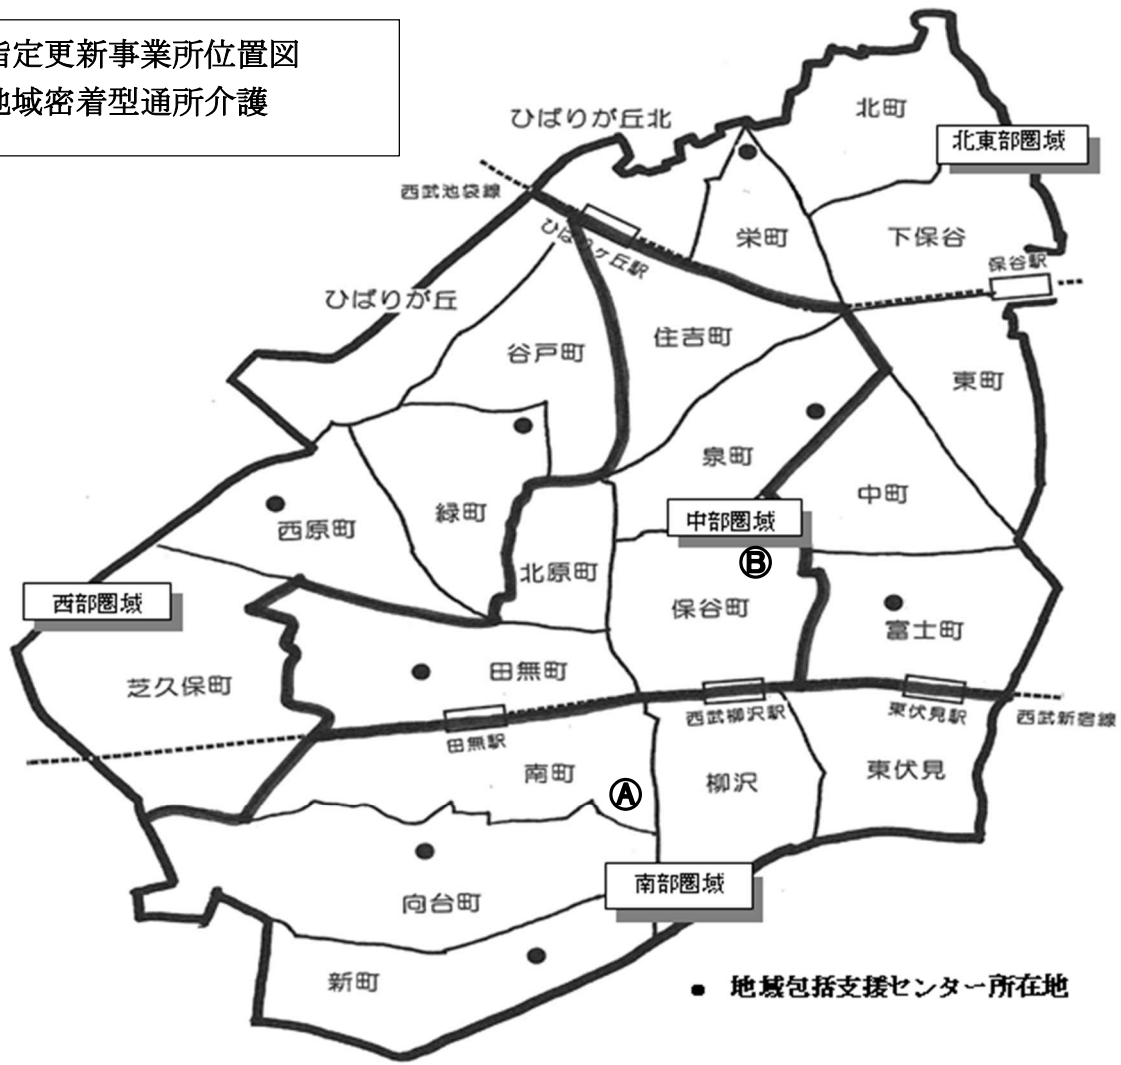 指定更新事業所位置図
地域密着型通所介護
北町
ひばりが丘北
北東部圏域
西武池袋線
栄町
下保谷
ひばりヶ丘駅
保谷駅
ひばりが丘
住吉町
谷戸町
東町
泉町
中町
緑町
中部圏域
西原町
Ⓑ
北原町
西部圏域
保谷町
富士町
田無町
芝久保町
西武柳沢駅
東伏見駅
西武新宿線
田無駅
南町
東伏見
柳沢
Ⓐ
南部圏域
向台町
新町
● 地域包括支援センター所在地